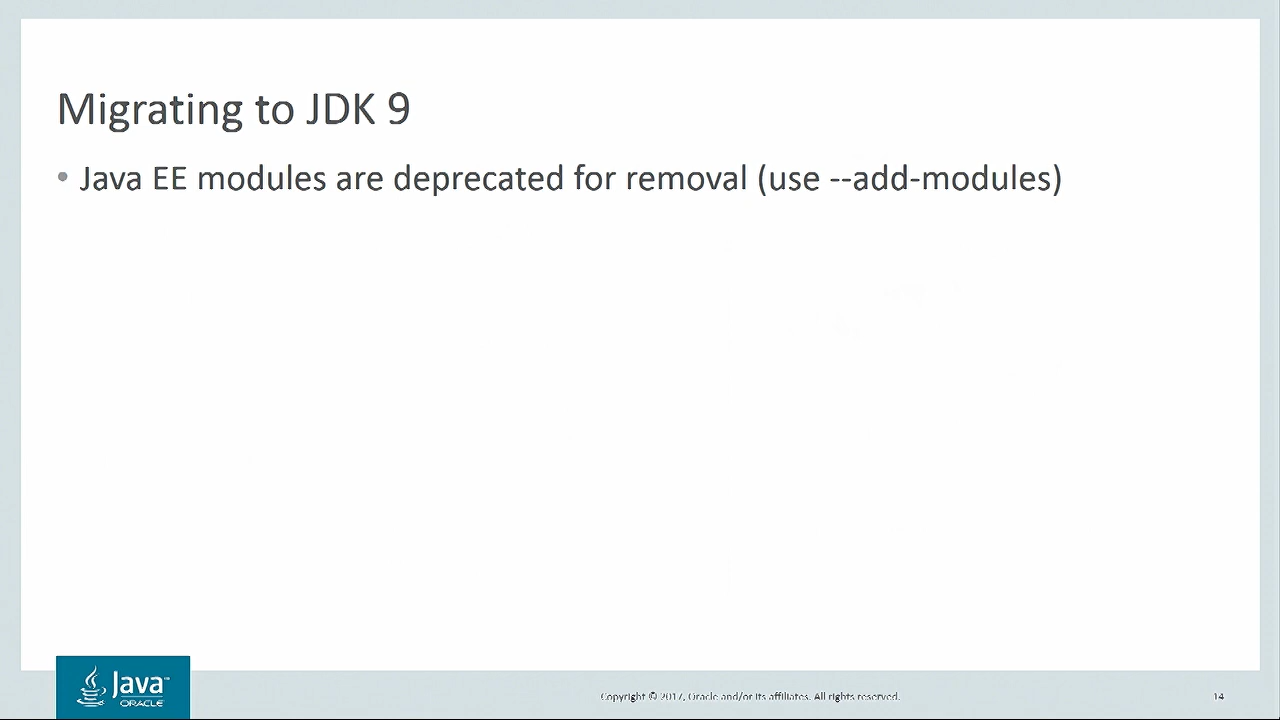 Migrating to JDK 9
• Java EE modules are deprecated for removal (use --add-modules)
Java™
ORACLE
Copyright © 2017, Oracle and/or its affiliates. All rights reserved.
14